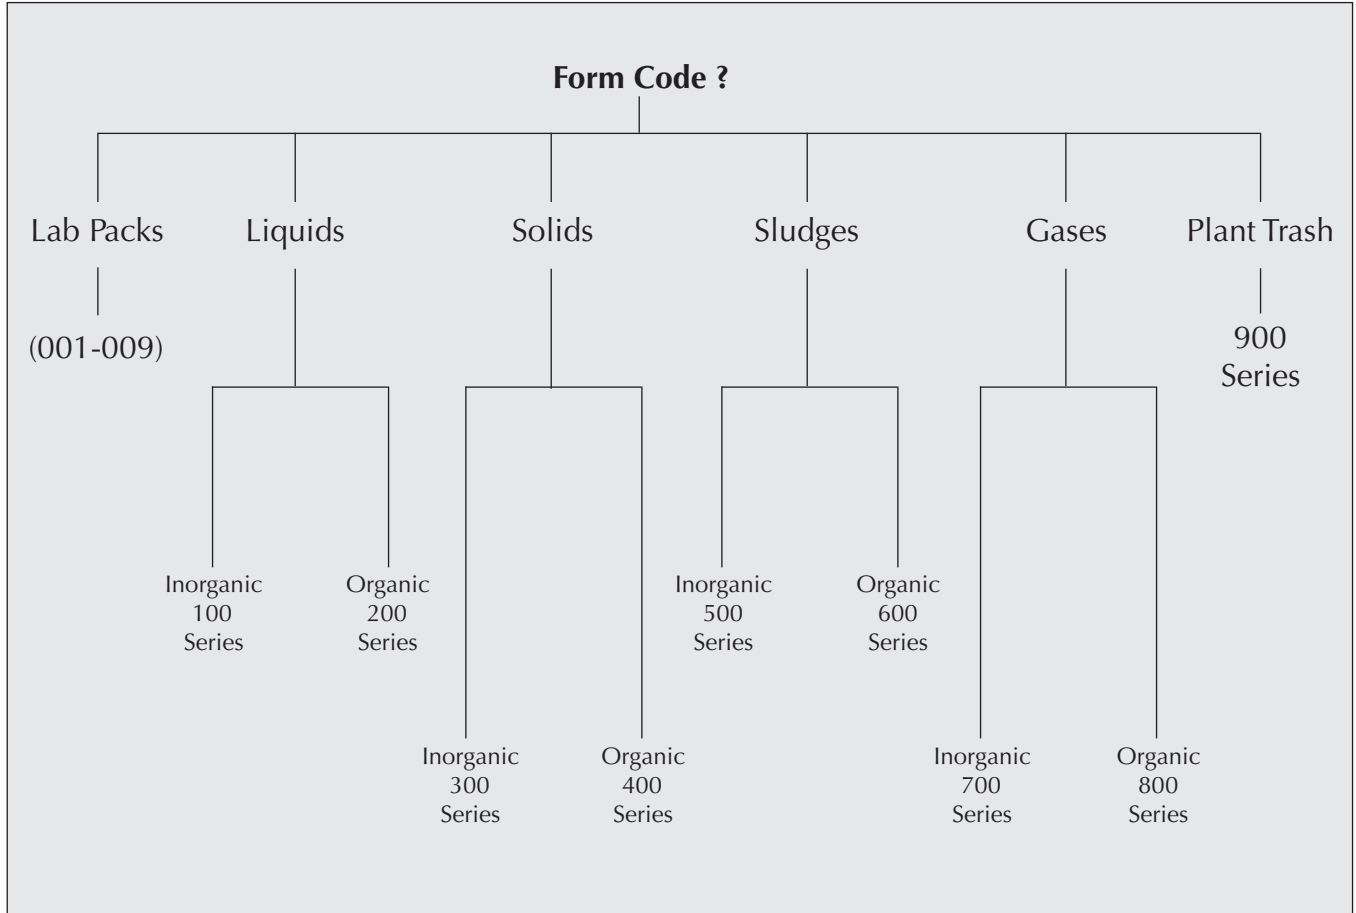 Form Code ?
Lab Packs
Liquids
Solids
Sludges
Gases
Plant Trash
(001-009)
900
Series
Inorganic
100
Series
Organic
200
Series
Inorganic
300
Series
Organic
400
Series
Inorganic
500
Series
Organic
600
Series
Inorganic
700
Series
Organic
800
Series